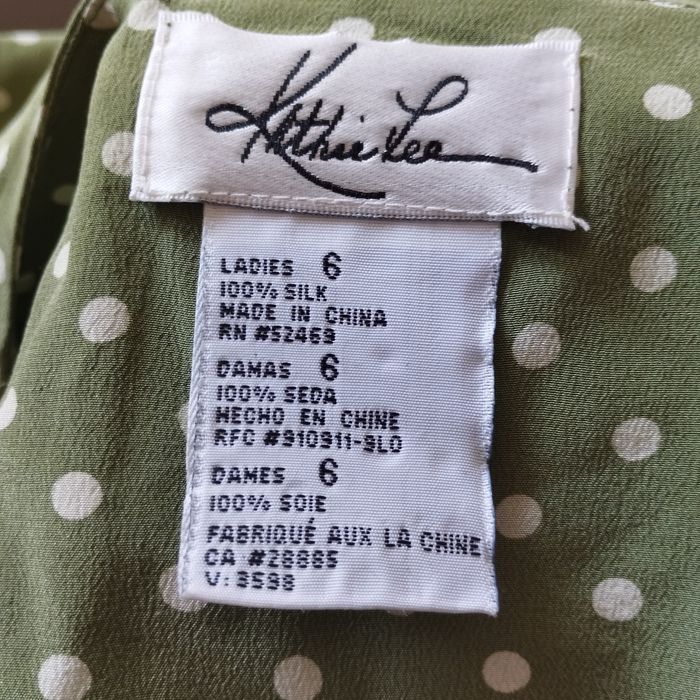 Kathie Lee
LADIES 6
100% SILK
MADE IN CHINA
RN #52469
DAMAS 6
100% SEDA
HECHO EN CHINE
RFC #910911-9L0
DAMES 6
100% SOIE
FABRIQUÉ AUX LA CHINE
CA #28885
V: 9598